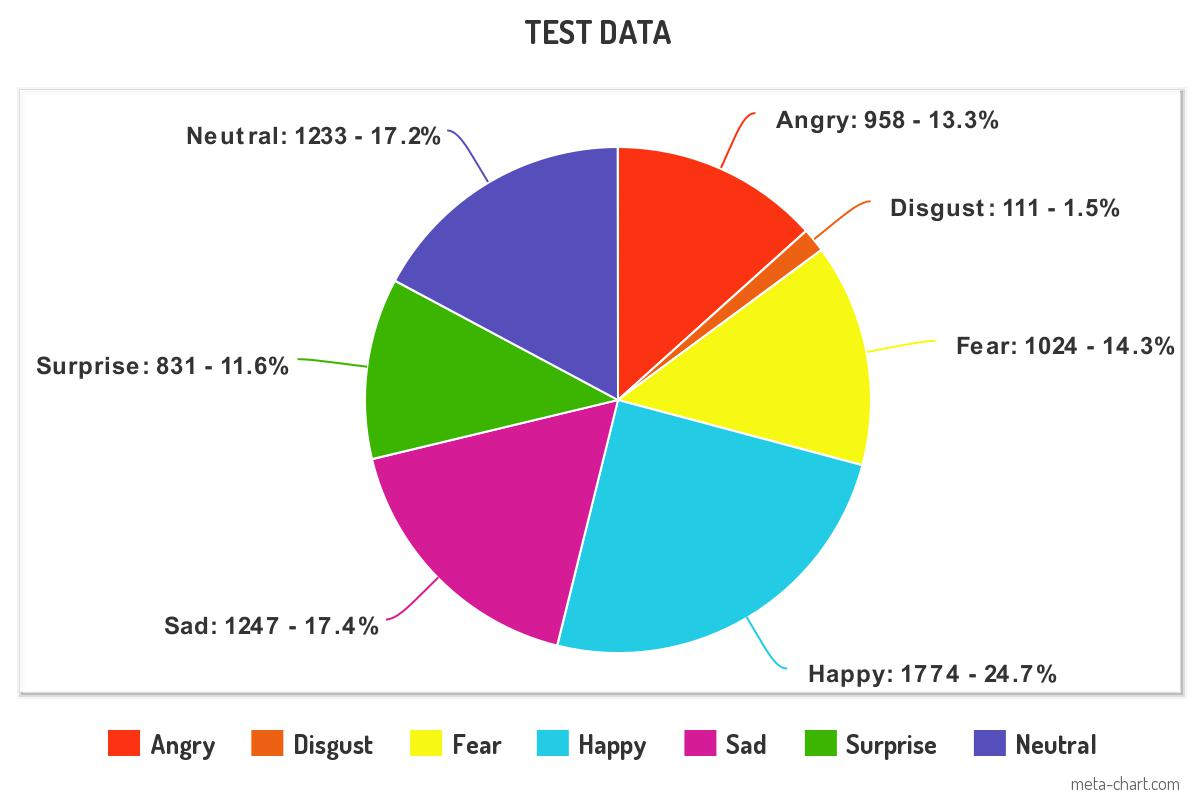 TEST DATA
Neutral: 1233 - 17.2%
Angry: 958 - 13.3%
Disgust: 111 - 1.5%
Fear: 1024 - 14.3%
Surprise: 831 - 11.6%
Sad: 1247 - 17.4%
Happy: 1774 - 24.7%
Angry Disgust Fear Happy Sad Surprise Neutral
meta-chart.com